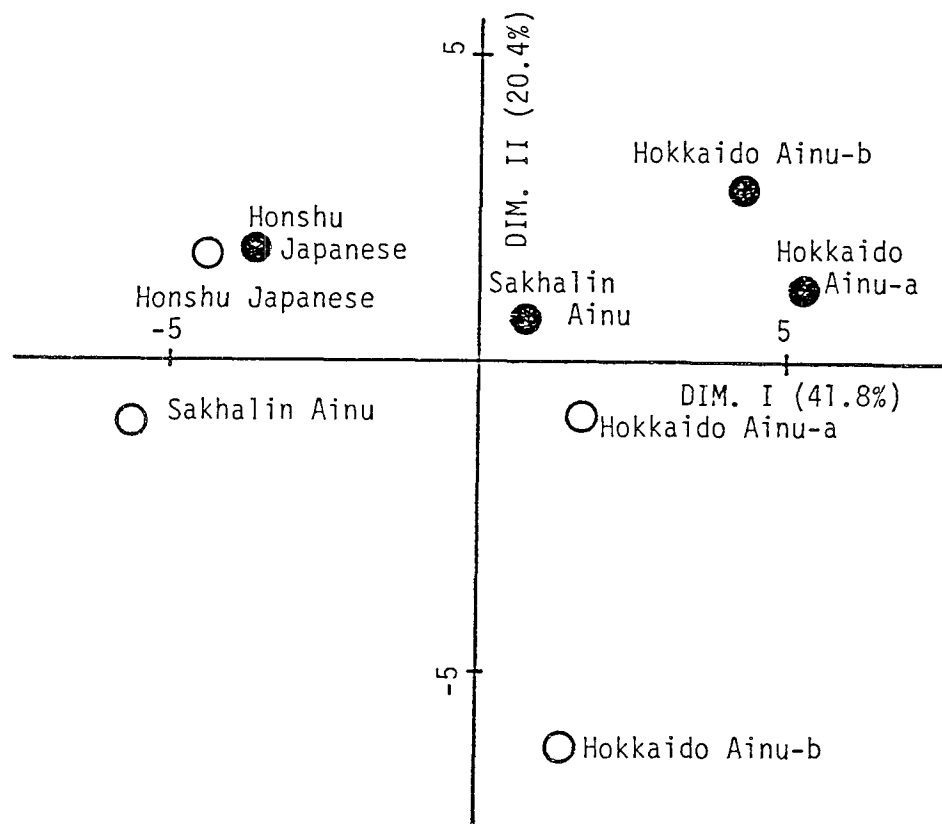 5
DIM. II (20.4%)
Hokkaido Ainu-b
Honshu
Japanese
Hokkaido
Ainu-a
Honshu Japanese
Sakhalin
Ainu
-5
5
DIM. I (41.8%)
Sakhalin Ainu
Hokkaido Ainu-a
-5
Hokkaido Ainu-b